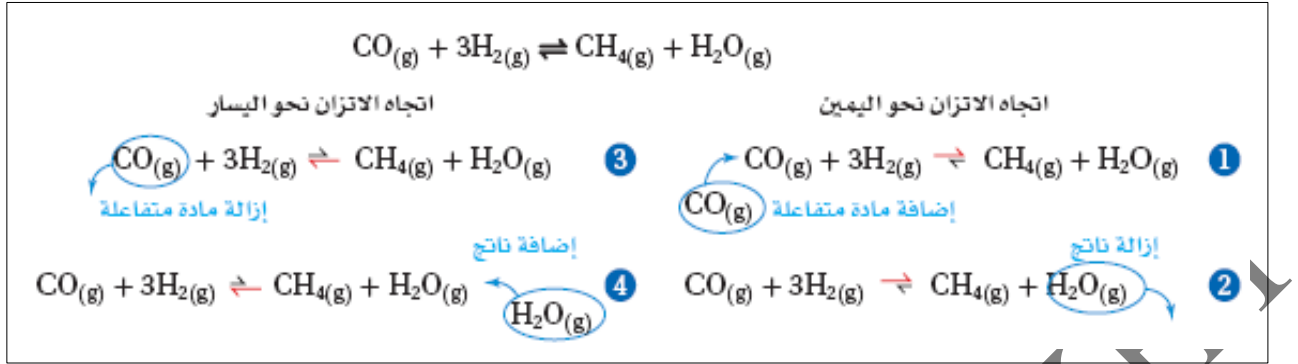 CO(g) + 3H₂(g) ⇌ CH₄(g) + H₂O(g)
اتجاه الاتزان نحو اليمين
1 CO(g) + 3H₂(g) ⇌ CH₄(g) + H₂O(g)
CO(g) إضافة مادة متفاعلة
إزالة ناتج
2 CO(g) + 3H₂(g) ⇌ CH₄(g) + H₂O(g)
اتجاه الاتزان نحو اليسار
3 CO(g) + 3H₂(g) ⇌ CH₄(g) + H₂O(g)
إزالة مادة متفاعلة
إضافة ناتج
4 CO(g) + 3H₂(g) ⇌ CH₄(g) + H₂O(g)
H₂O(g)